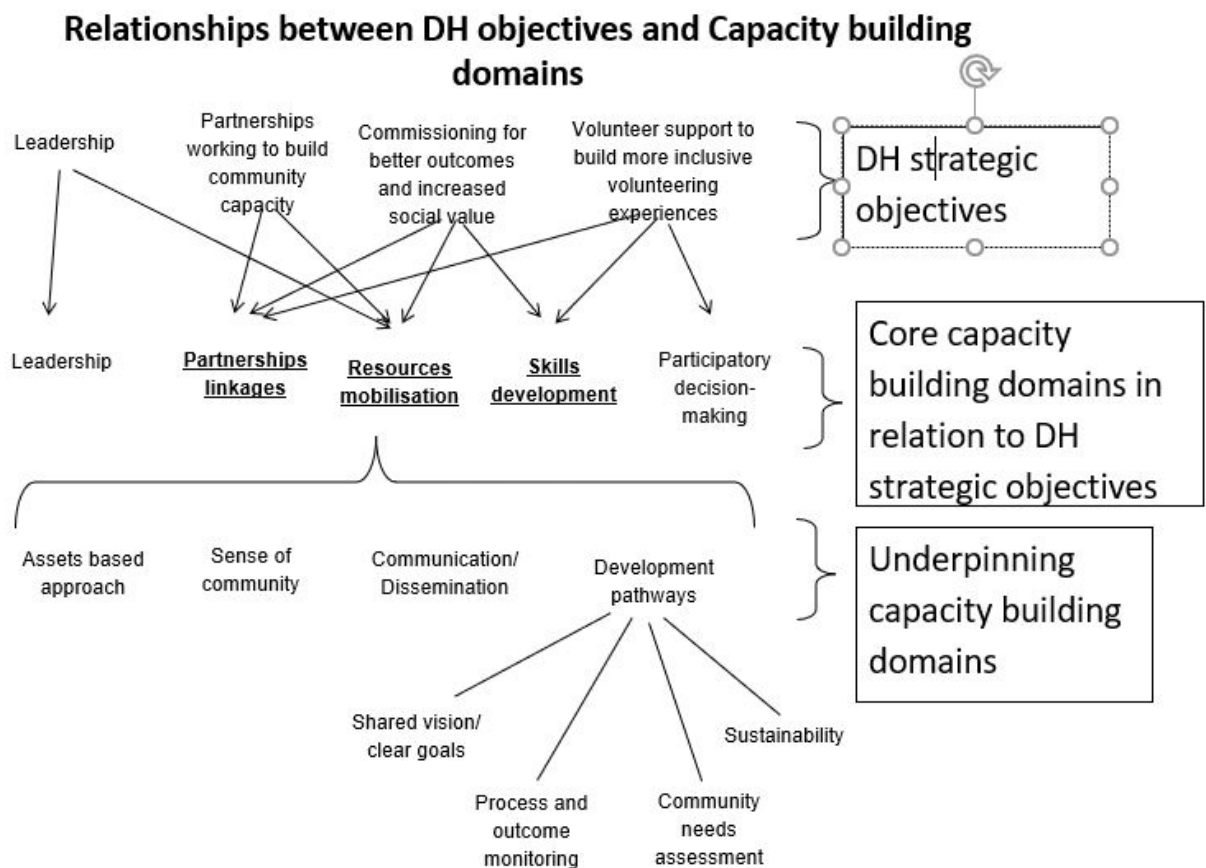 Relationships between DH objectives and Capacity building
domains
Leadership
Partnerships
working to build
community
capacity
Commissioning for
better outcomes
and increased
social value
Volunteer support to
build more inclusive
volunteering
experiences
DH strategic
objectives
Leadership
Partnerships
linkages
Resources
mobilisation
Skills
development
Participatory
decision-
making
Core capacity
building domains in
relation to DH
strategic objectives
Assets based
approach
Sense of
community
Communication/
Dissemination
Development
pathways
Underpinning
capacity building
domains
Shared vision/
clear goals
Sustainability
Process and
outcome
monitoring
Community
needs
assessment